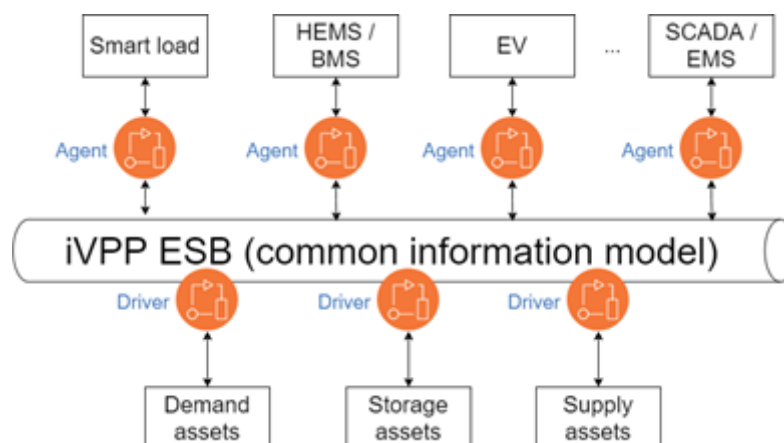 Smart load
HEMS /
BMS
EV
...
SCADA /
EMS
Agent
Agent
Agent
Agent
iVPP ESB (common information model)
Driver
Driver
Driver
Demand
assets
Storage
assets
Supply
assets